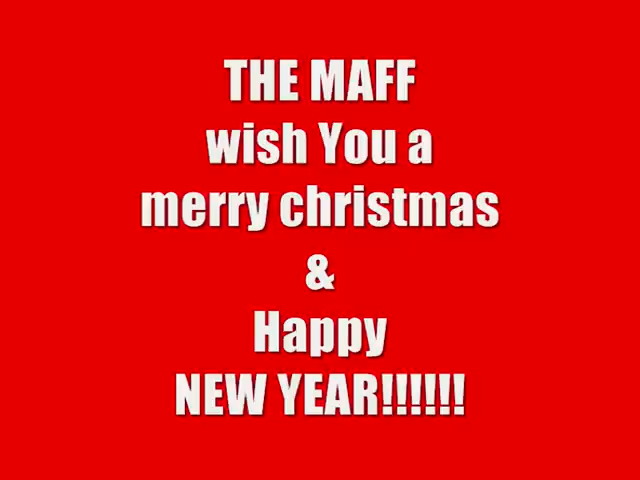 THE MAFF
wish You a
merry christmas
&
Happy
NEW YEAR!!!!!!